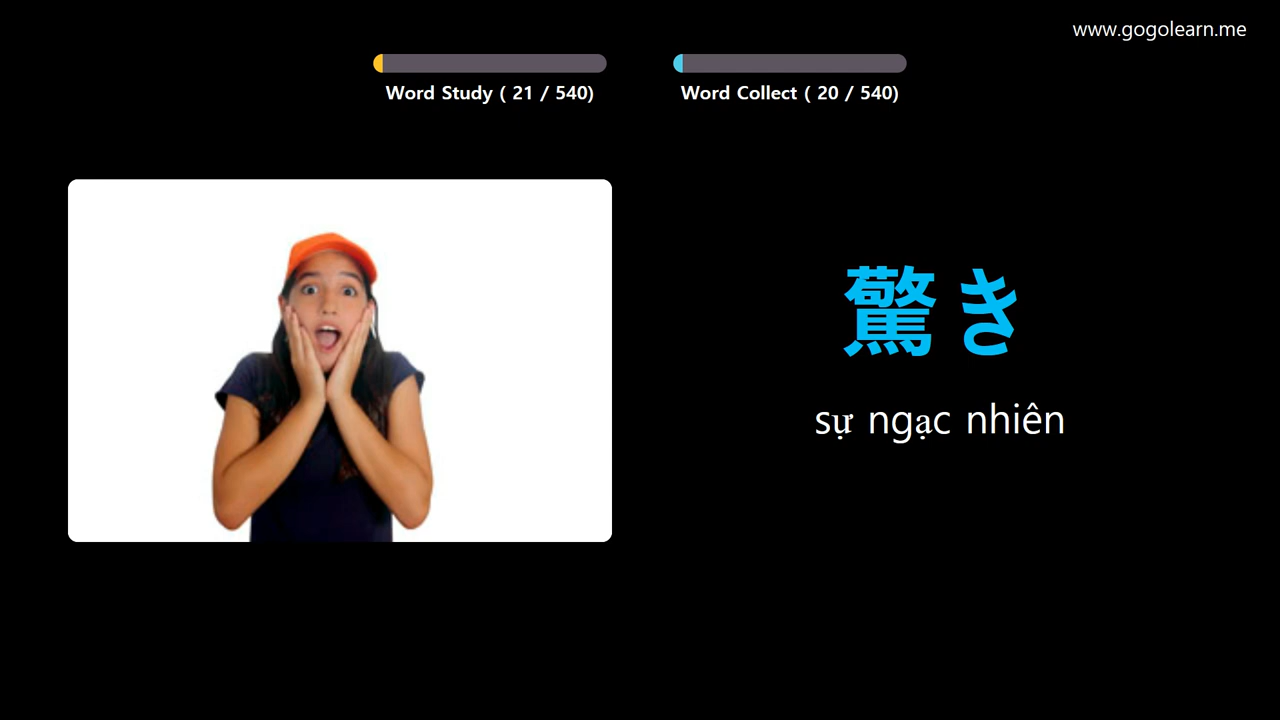 www.gogolearn.me
Word Study ( 21 / 540)
Word Collect ( 20 / 540)
驚き
sự ngạc nhiên